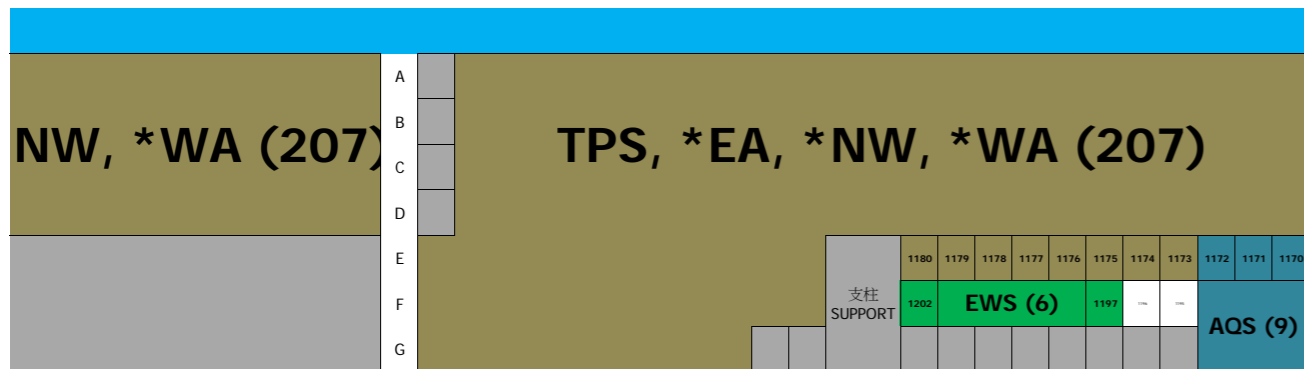 NW, *WA (207)
TPS, *EA, *NW, *WA (207)
A
B
C
D
E
F
G
1180 1179 1178 1177 1176 1175 1174 1173 1172 1171 1170
支柱
SUPPORT
1202 EWS (6) 1197
AQS (9)